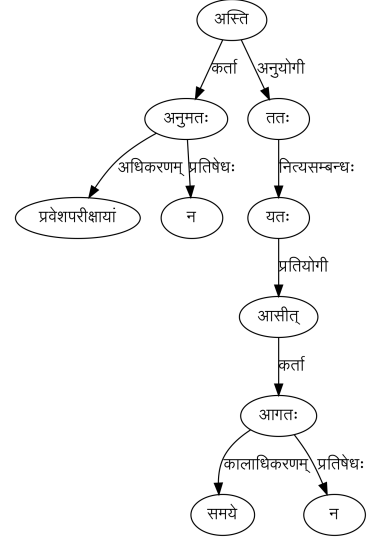 अस्ति
कर्ता अनुयोगी
अनुमतः ततः
अधिकरणम् प्रतिषेधः नित्यसम्बन्धः
प्रवेशपरीक्षायां न यतः
प्रतियोगी
आसीत्
कर्ता
आगतः
कालाधिकरणम् प्रतिषेधः
समये न